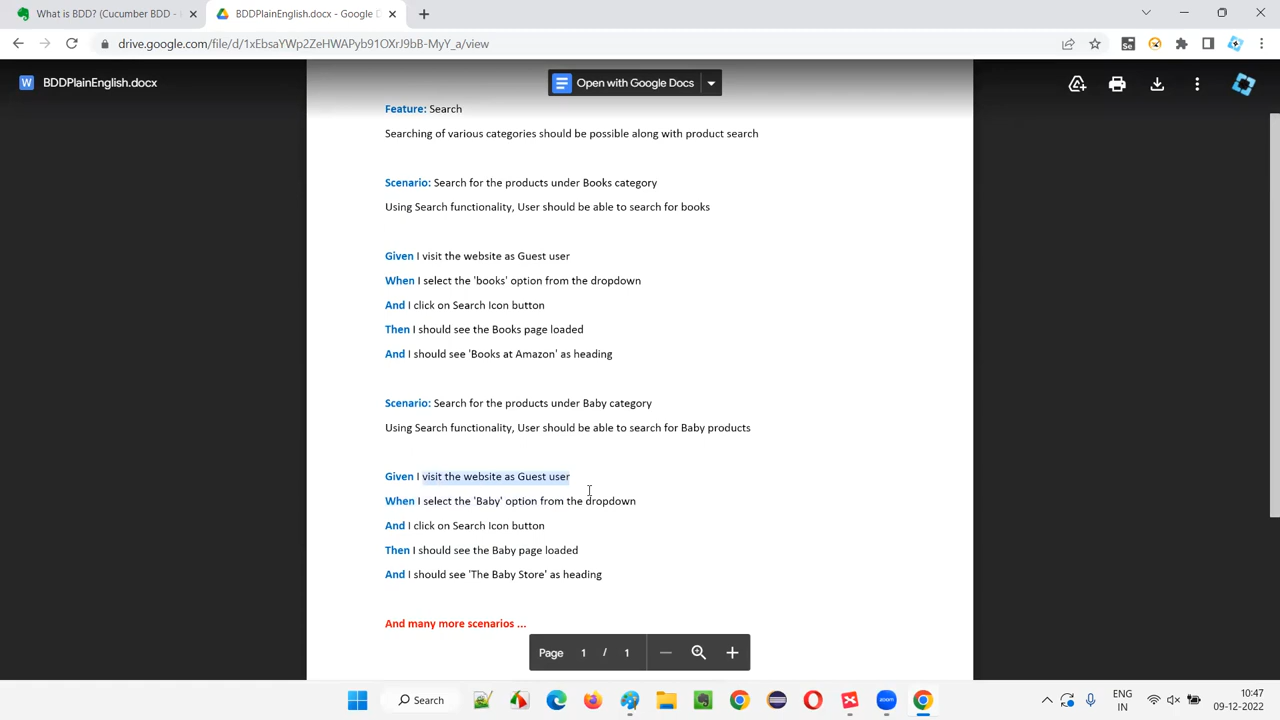 What is BDD? (Cucumber BDD -
BDDPlainEnglish.docx - Google D
drive.google.com/file/d/1xEbsaYWp2ZeHWAPyb91OXrJ9bB-MyY_a/view
BDDPlainEnglish.docx
Open with Google Docs
Feature: Search
Searching of various categories should be possible along with product search
Scenario: Search for the products under Books category
Using Search functionality, User should be able to search for books
Given I visit the website as Guest user
When I select the 'books' option from the dropdown
And I click on Search Icon button
Then I should see the Books page loaded
And I should see 'Books at Amazon' as heading
Scenario: Search for the products under Baby category
Using Search functionality, User should be able to search for Baby products
Given I visit the website as Guest user
When I select the 'Baby' option from the dropdown
And I click on Search Icon button
Then I should see the Baby page loaded
And I should see 'The Baby Store' as heading
And many more scenarios ...
Page 1 / 1
Search
zoom
ENG
IN
10:47
09-12-2022